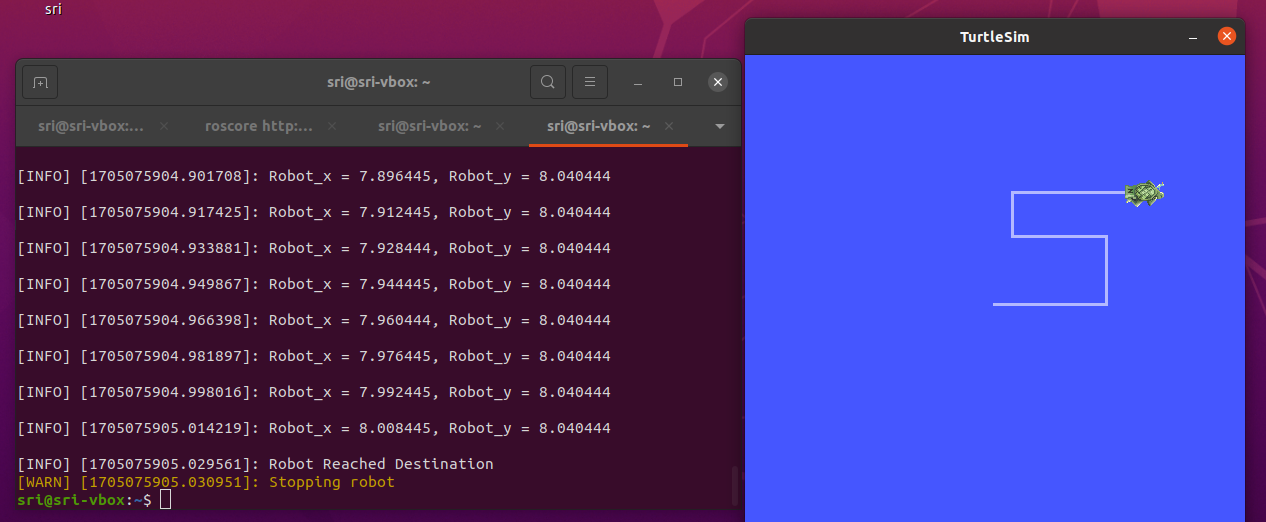 sri
TurtleSim
sri@sri-vbox: ~
sri@sri-vbox:... roscore http:... sri@sri-vbox: ~ sri@sri-vbox: ~
[INFO] [1705075904.901708]: Robot_x = 7.896445, Robot_y = 8.040444
[INFO] [1705075904.917425]: Robot_x = 7.912445, Robot_y = 8.040444
[INFO] [1705075904.933881]: Robot_x = 7.928444, Robot_y = 8.040444
[INFO] [1705075904.949867]: Robot_x = 7.944445, Robot_y = 8.040444
[INFO] [1705075904.966398]: Robot_x = 7.960444, Robot_y = 8.040444
[INFO] [1705075904.981897]: Robot_x = 7.976445, Robot_y = 8.040444
[INFO] [1705075904.998016]: Robot_x = 7.992445, Robot_y = 8.040444
[INFO] [1705075905.014219]: Robot_x = 8.008445, Robot_y = 8.040444
[INFO] [1705075905.029561]: Robot Reached Destination
[WARN] [1705075905.030951]: Stopping robot
sri@sri-vbox:~$